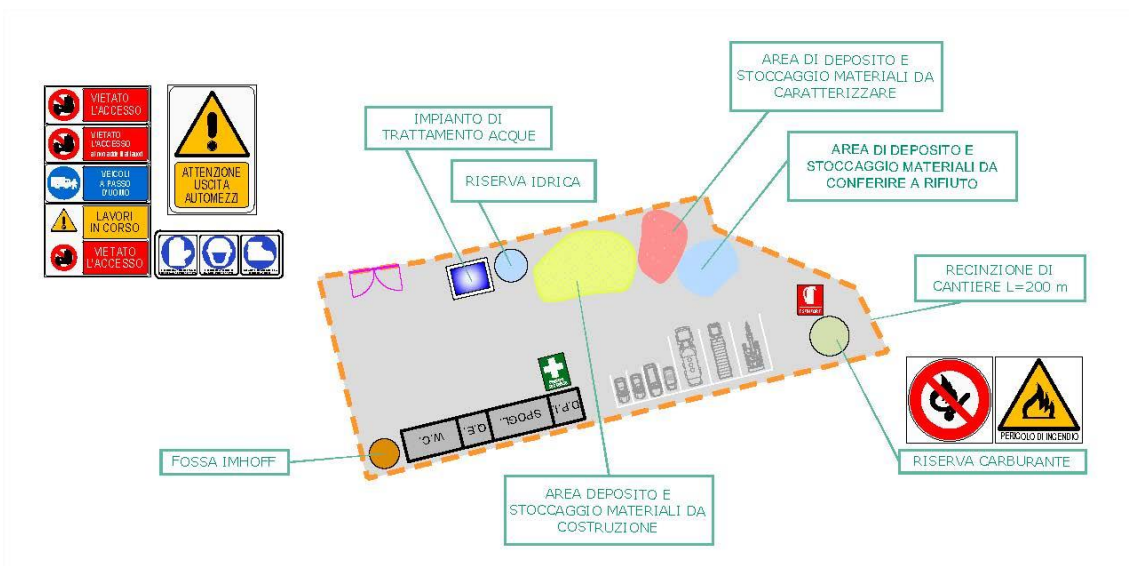 VIETATO
L'ACCESSO
VIETATO
L'ACCESSO
VEICOLI
A PASSO
D'UOMO
LAVORI
IN CORSO
VIETATO
L'ACCESSO
ATTENZIONE
USCITA
AUTOMEZZI
IMPIANTO DI
TRATTAMENTO ACQUE
RISERVA IDRICA
AREA DI DEPOSITO E
STOCCAGGIO MATERIALI DA
CARATTERIZZARE
AREA DI DEPOSITO E
STOCCAGGIO MATERIALI DA
CONFERIRE A RIFIUTO
RECINZIONE DI
CANTIERE L=200 m
ESTINTORE
W.C.
Q.E.
SPOGL.
D.P.I.
FOSSA IMHOFF
AREA DEPOSITO E
STOCCAGGIO MATERIALI DA
COSTRUZIONE
PERICOLO DI INCENDIO
RISERVA CARBURANTE